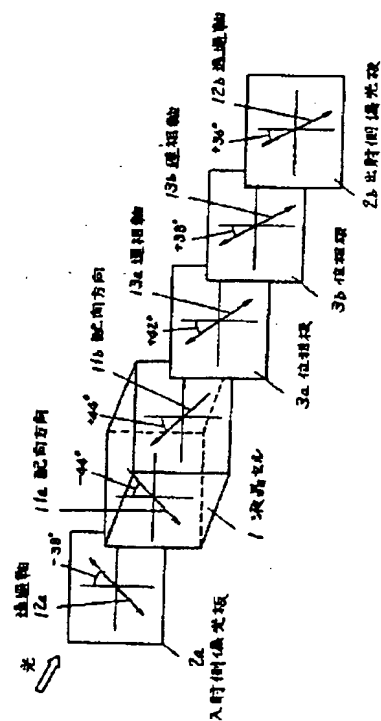 光
透過軸
12a
-38°
11a 配向方向
-44°
+44°
11b 配向方向
+42°
13a 遅相軸
+38°
13b 遅相軸
+36°
12b 透過軸
2a
入射側偏光板
1 液晶セル
3a 位相板
3b 位相板
2b 出射側偏光板